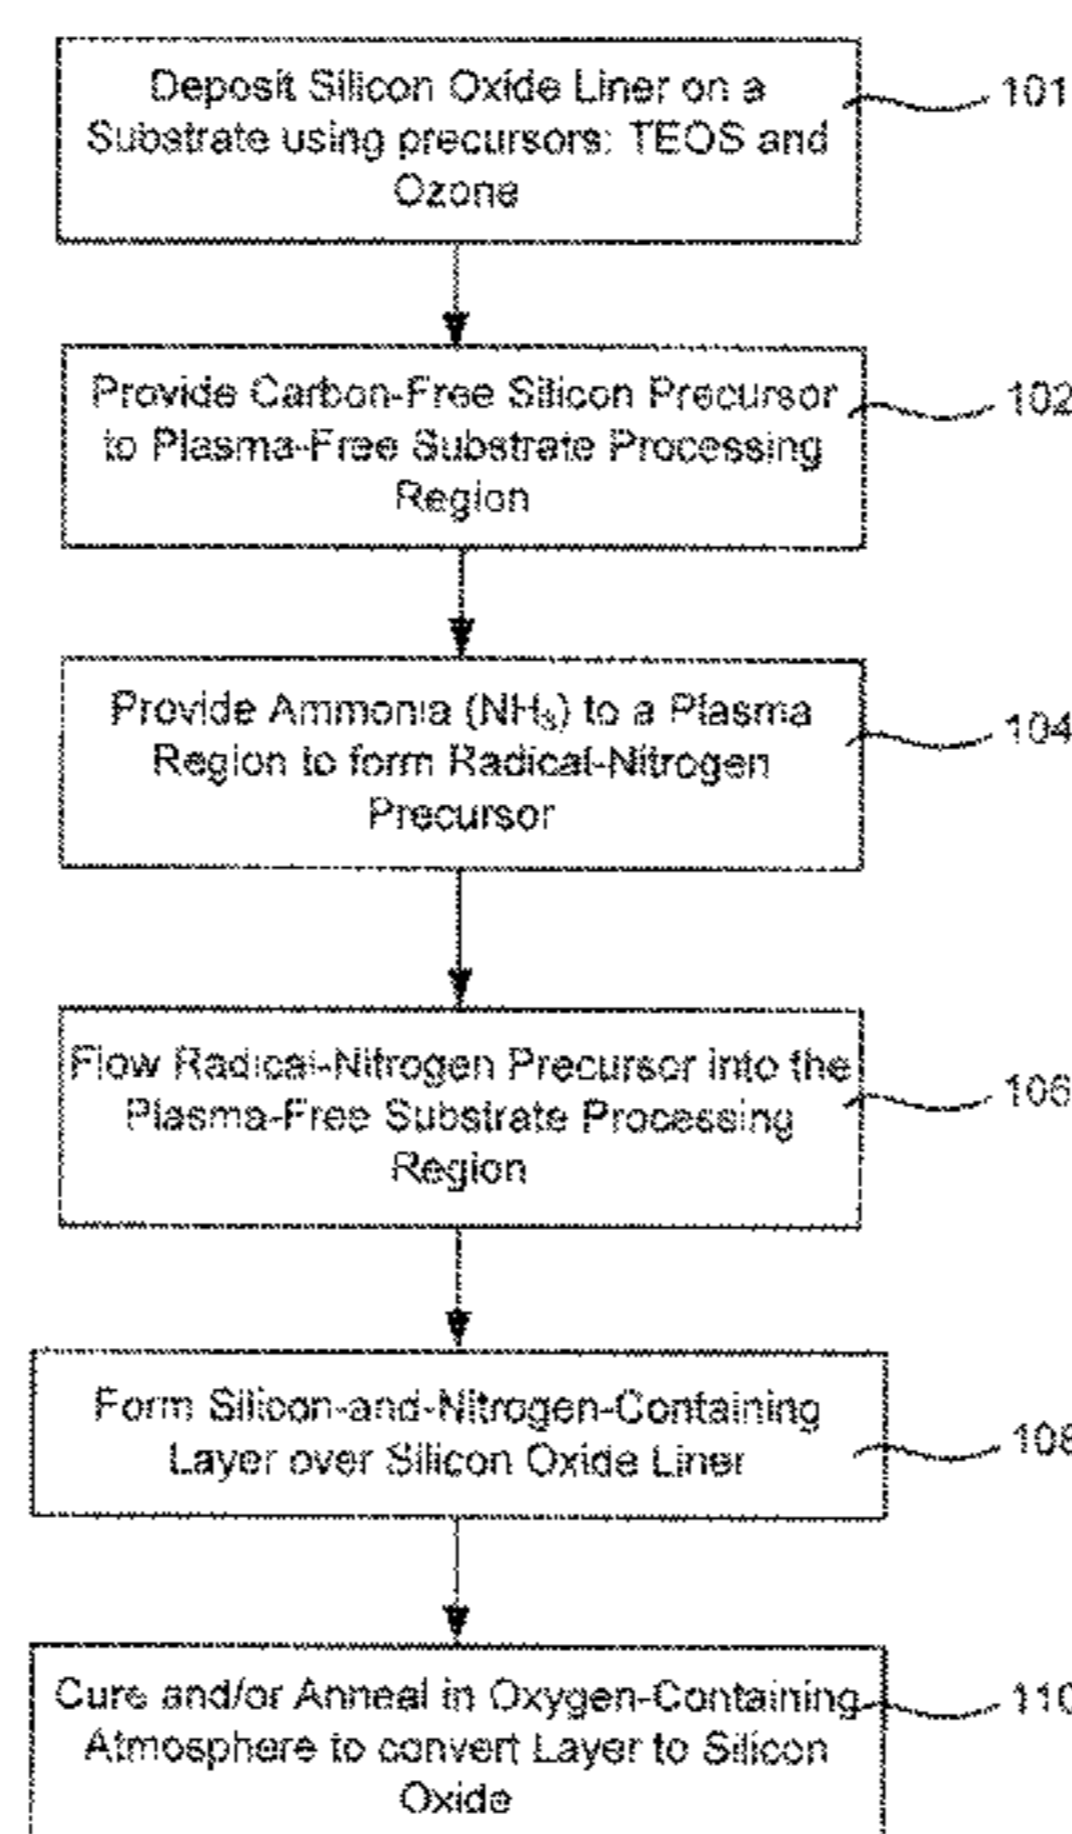 Deposit Silicon Oxide Liner on a
Substrate using precursors: TEOS and
Ozone
101
Provide Carbon-Free Silicon Precursor
to Plasma-Free Substrate Processing
Region
102
Provide Ammonia (NH₃) to a Plasma
Region to form Radical-Nitrogen
Precursor
104
Flow Radical-Nitrogen Precursor into the
Plasma-Free Substrate Processing
Region
106
Form Silicon-and-Nitrogen-Containing
Layer over Silicon Oxide Liner
108
Cure and/or Anneal in Oxygen-Containing
Atmosphere to convert Layer to Silicon
Oxide
110